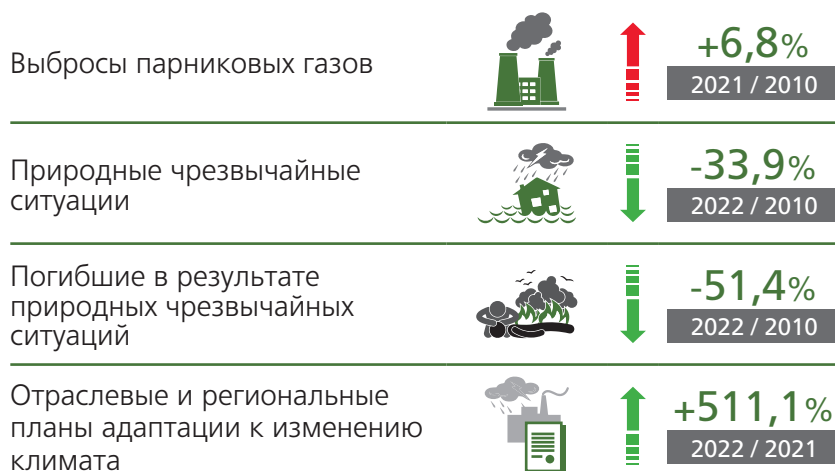 Выбросы парниковых газов
+6,8%
2021 / 2010
Природные чрезвычайные
ситуации
-33,9%
2022 / 2010
Погибшие в результате
природных чрезвычайных
ситуаций
-51,4%
2022 / 2010
Отраслевые и региональные
планы адаптации к изменению
климата
+511,1%
2022 / 2021